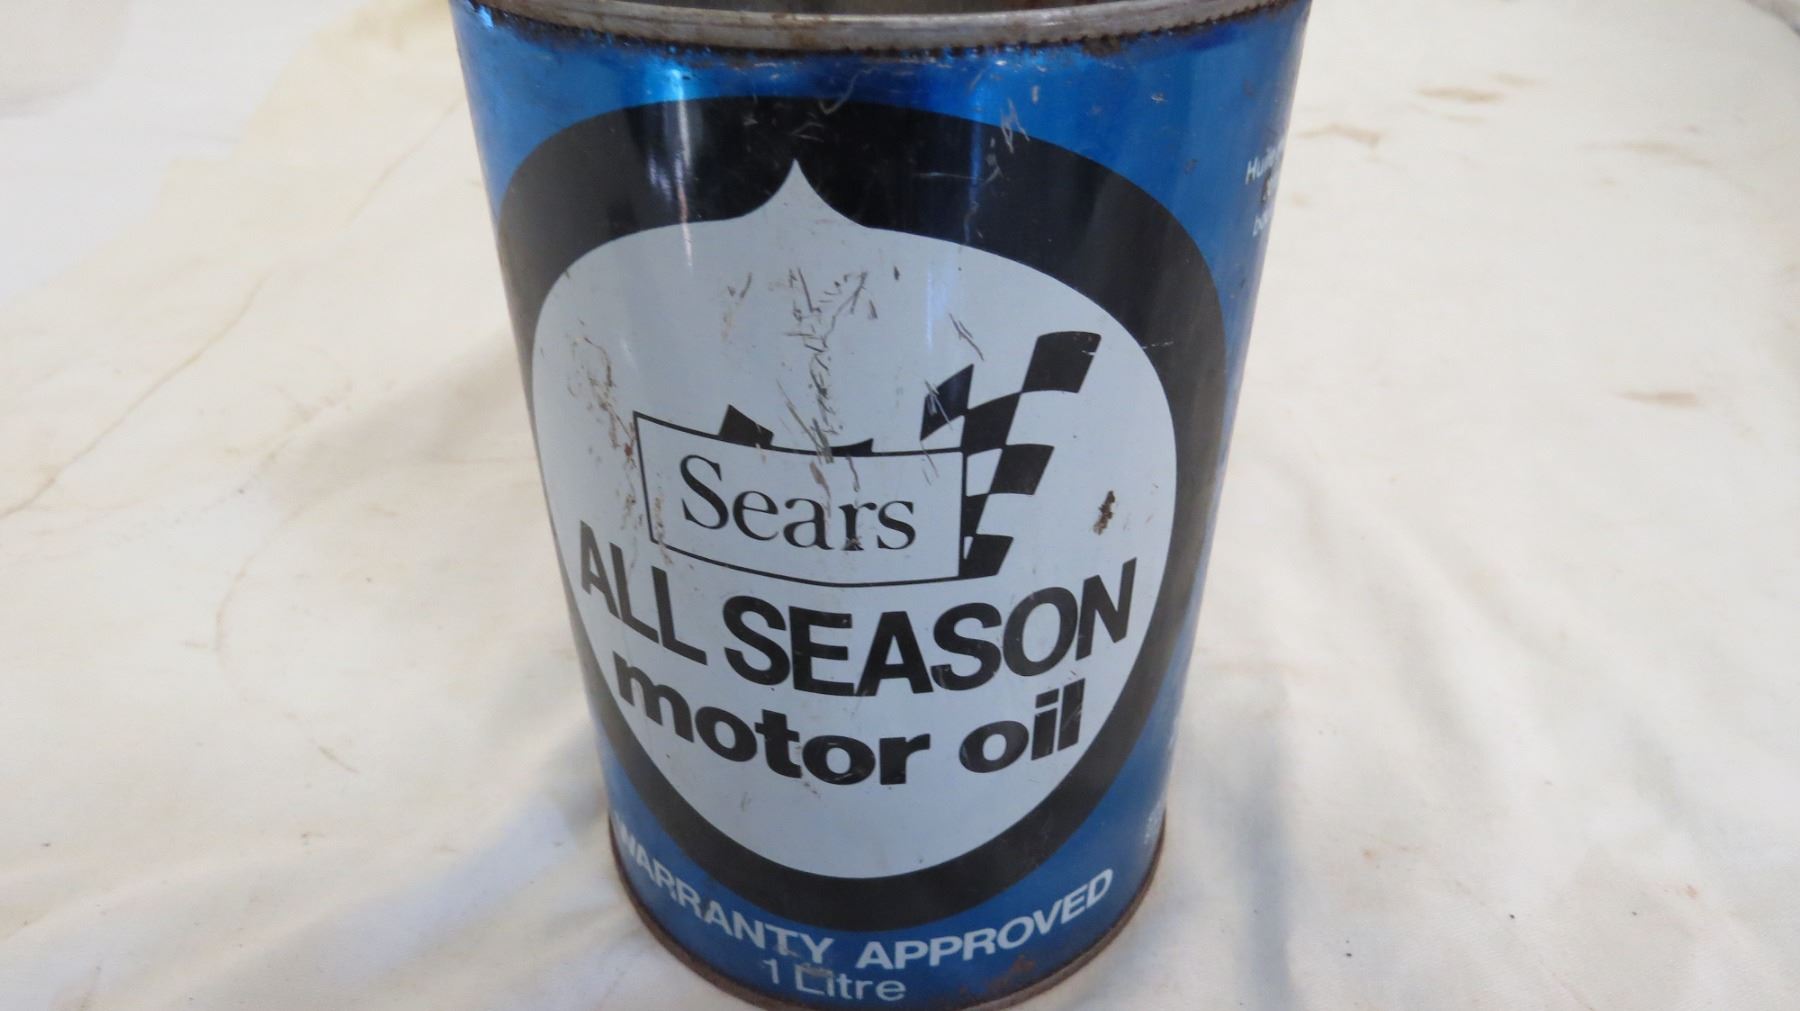 Sears
ALL SEASON
motor oil
WARRANTY APPROVED
1 Litre